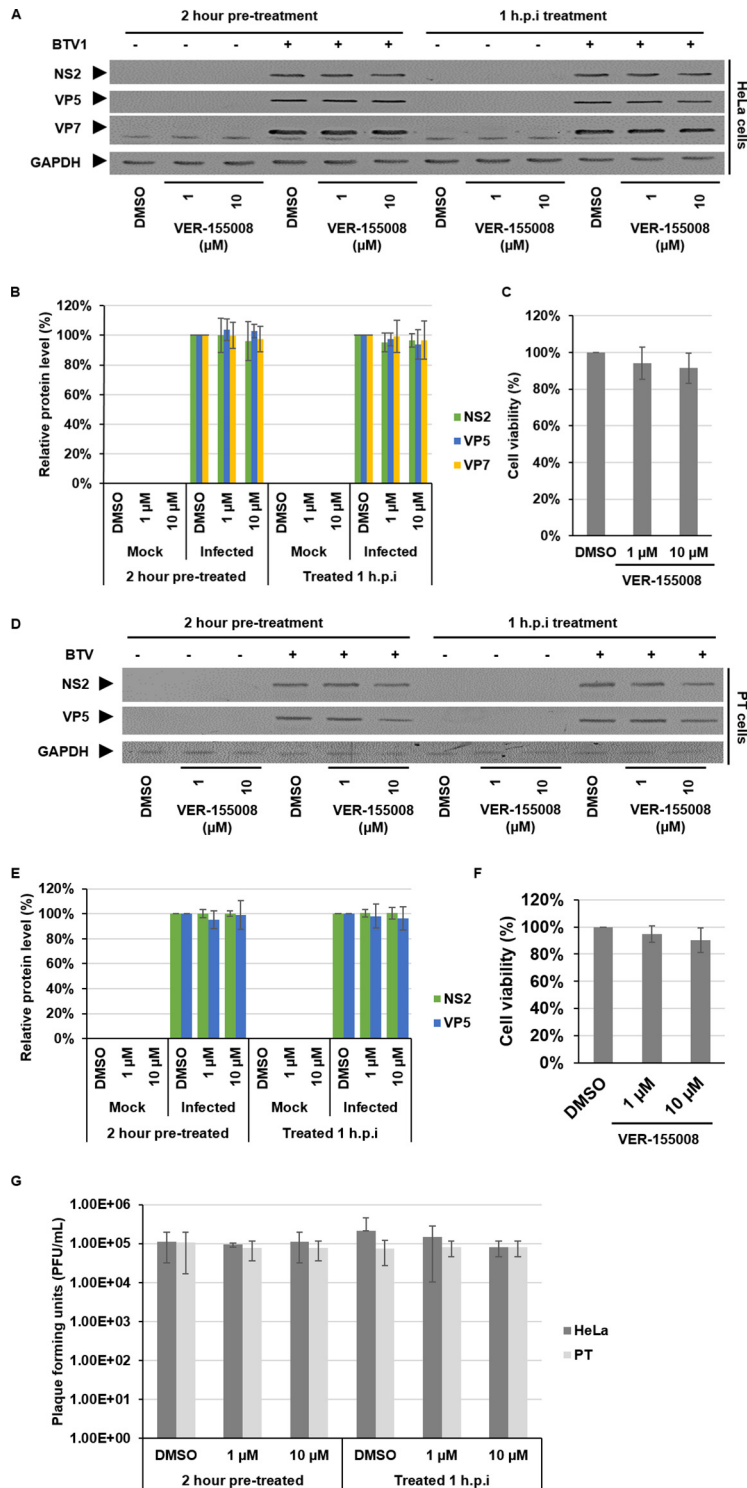 A
2 hour pre-treatment 1 h.p.i treatment
BTV1 - - - + + + - - - + + +
NS2
VP5
VP7
GAPDH
HeLa cells
DMSO 1 10 DMSO 1 10 DMSO 1 10 DMSO 1 10
VER-155008 VER-155008 VER-155008 VER-155008
(µM) (µM) (µM) (µM)
B
Relative protein level (%)
120%
100%
80%
60%
40%
20%
0%
DMSO 1 µM 10 µM DMSO 1 µM 10 µM DMSO 1 µM 10 µM DMSO 1 µM 10 µM
Mock Infected Mock Infected
2 hour pre-treated Treated 1 h.p.i
NS2
VP5
VP7
C
Cell viability (%)
120%
100%
80%
60%
40%
20%
0%
DMSO 1 µM 10 µM
VER-155008
D
2 hour pre-treatment 1 h.p.i treatment
BTV - - - + + + - - - + + +
NS2
VP5
GAPDH
PT cells
DMSO 1 10 DMSO 1 10 DMSO 1 10 DMSO 1 10
VER-155008 VER-155008 VER-155008 VER-155008
(µM) (µM) (µM) (µM)
E
Relative protein level (%)
120%
100%
80%
60%
40%
20%
0%
DMSO 1 µM 10 µM DMSO 1 µM 10 µM DMSO 1 µM 10 µM DMSO 1 µM 10 µM
Mock Infected Mock Infected
2 hour pre-treated Treated 1 h.p.i
NS2
VP5
F
Cell viability (%)
120%
100%
80%
60%
40%
20%
0%
DMSO 1 µM 10 µM
VER-155008
G
Plaque forming units (PFU/mL)
1.00E+06
1.00E+05
1.00E+04
1.00E+03
1.00E+02
1.00E+01
1.00E+00
DMSO 1 µM 10 µM DMSO 1 µM 10 µM
2 hour pre-treated Treated 1 h.p.i
HeLa
PT